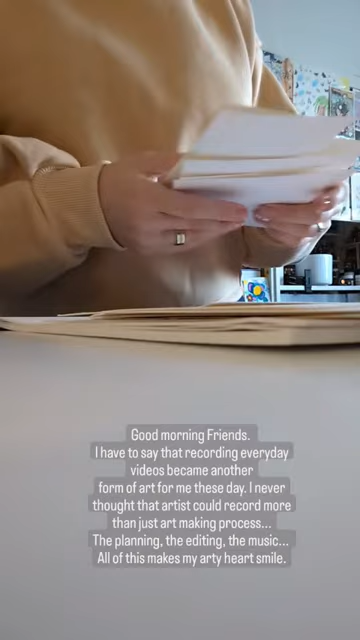 Good morning Friends.
I have to say that recording everyday
videos became another
form of art for me these day. I never
thought that artist could record more
than just art making process...
The planning, the editing, the music...
All of this makes my arty heart smile.